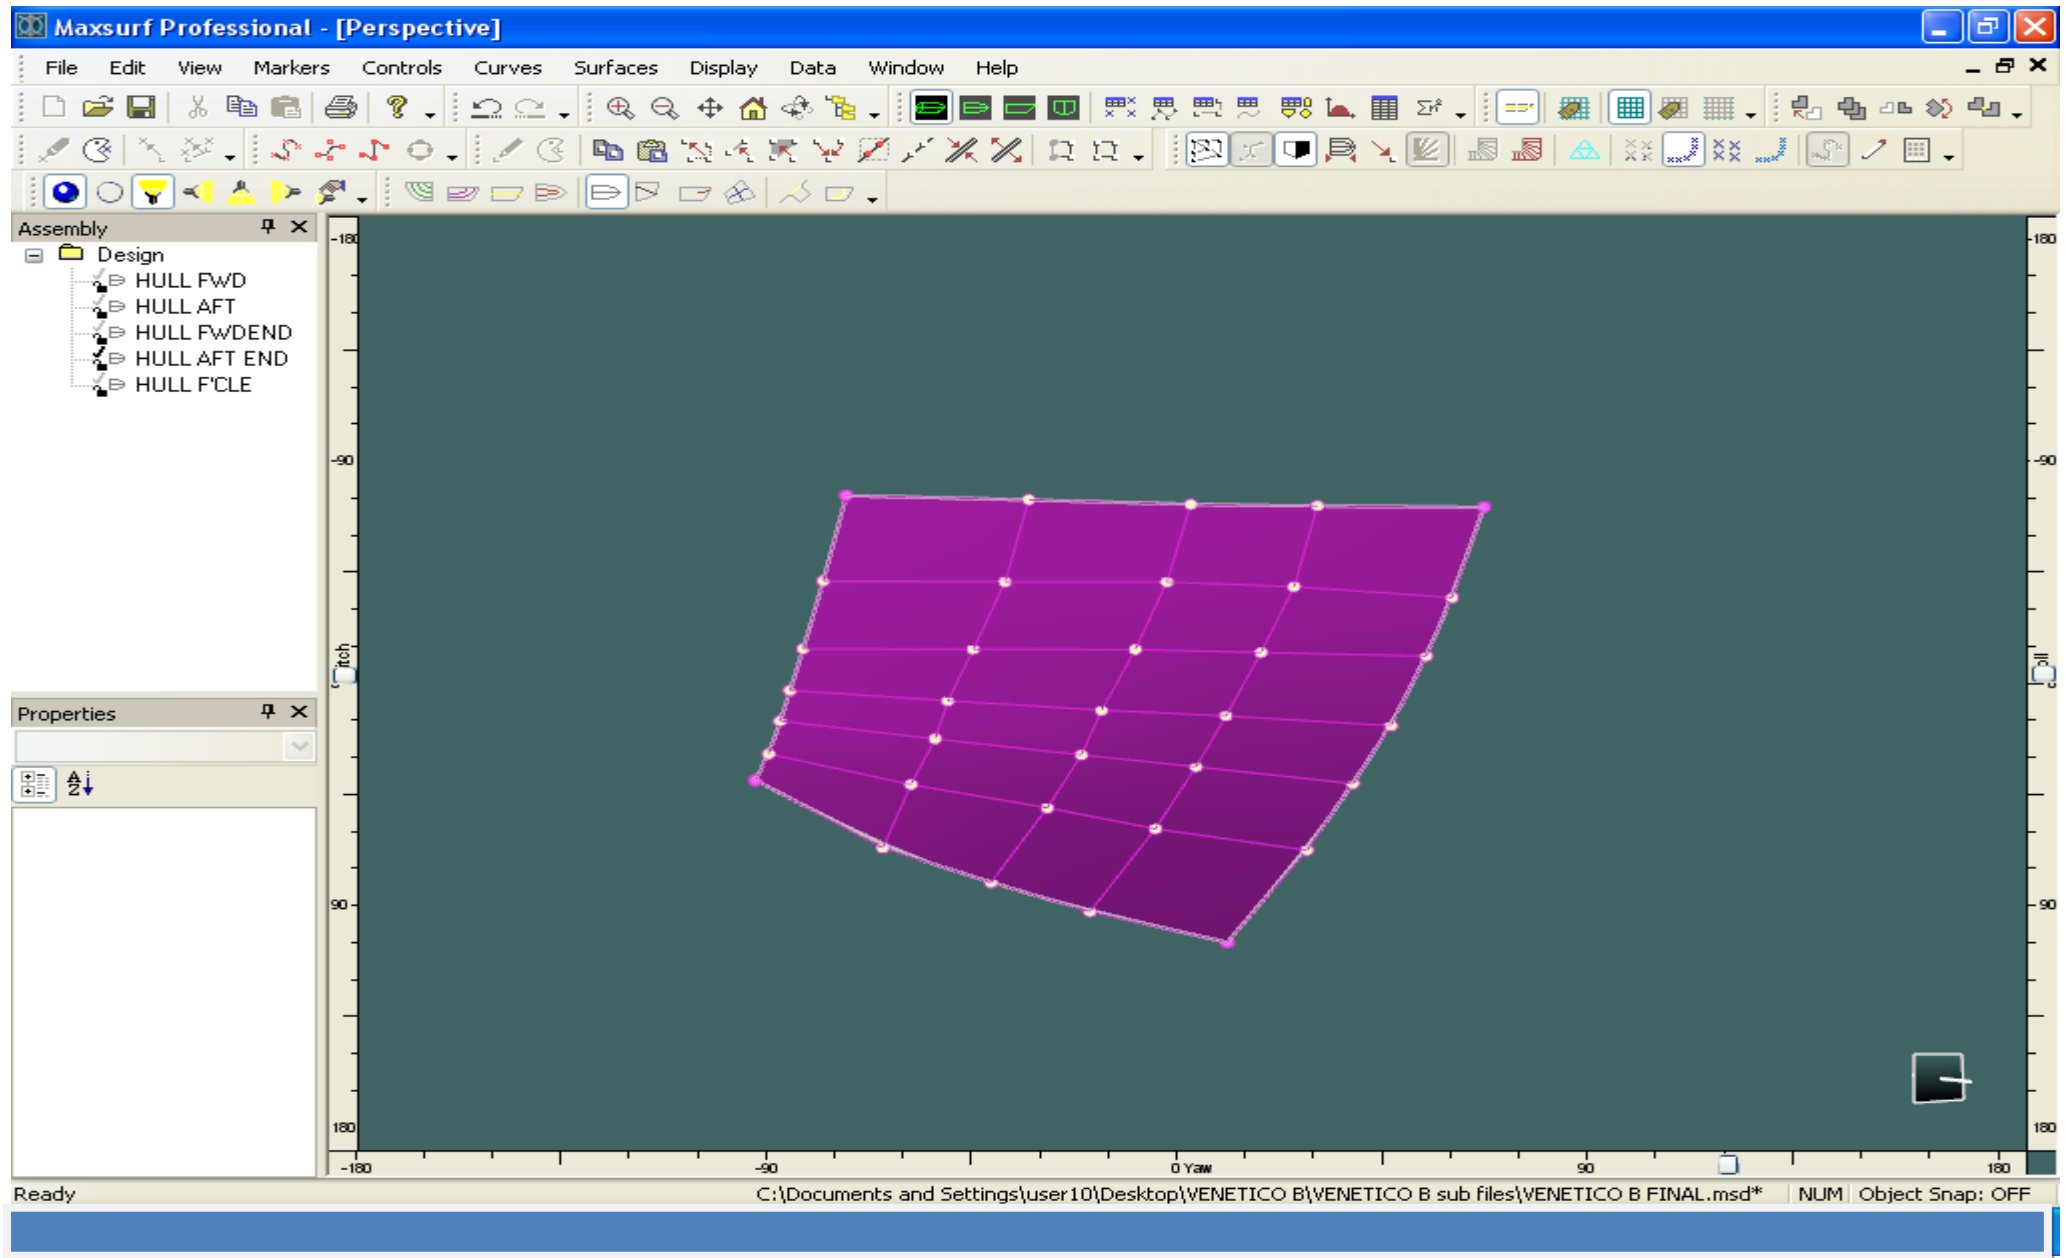 Maxsurf Professional - [Perspective]
File Edit View Markers Controls Curves Surfaces Display Data Window Help
Assembly
Design
HULL FWD
HULL AFT
HULL FWDEND
HULL AFT END
HULL F'CLE
Properties
-180
-180
-90
-90
90
90
180
180
-180 -90 0 Yaw 90 180
Ready C:\Documents and Settings\user10\Desktop\VENETICO B\VENETICO B sub files\VENETICO B FINAL.msd* NUM Object Snap: OFF